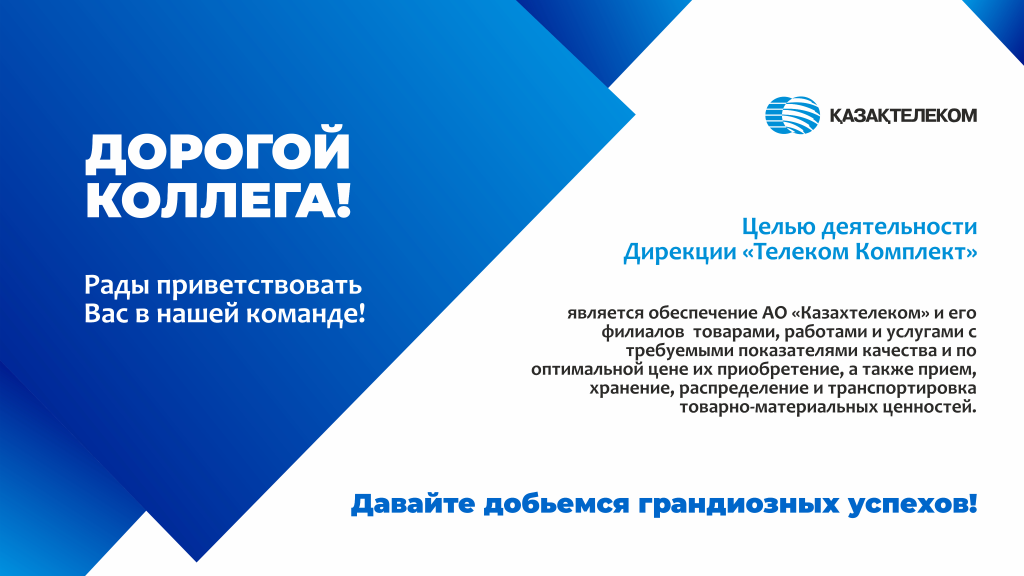 ДОРОГОЙ
КОЛЛЕГА!
Рады приветствовать
Вас в нашей команде!
ҚАЗАҚТЕЛЕКОМ
Целью деятельности
Дирекции «Телеком Комплект»
является обеспечение АО «Казахтелеком» и его
филиалов товарами, работами и услугами с
требуемыми показателями качества и по
оптимальной цене их приобретение, а также прием,
хранение, распределение и транспортировка
товарно-материальных ценностей.
Давайте добьемся грандиозных успехов!